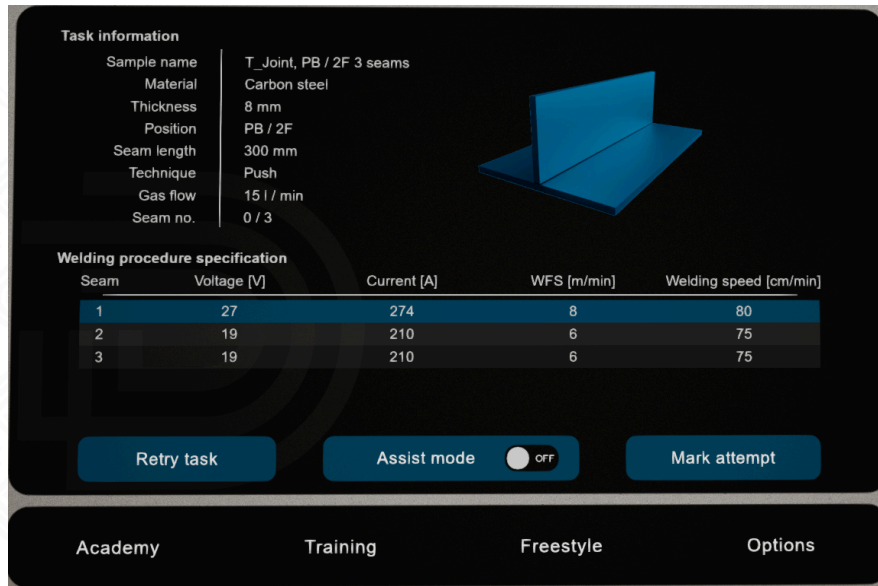 Task information
Sample name T_Joint, PB / 2F 3 seams
Material Carbon steel
Thickness 8 mm
Position PB / 2F
Seam length 300 mm
Technique Push
Gas flow 15 l / min
Seam no. 0 / 3
Welding procedure specification
Seam Voltage [V] Current [A] WFS [m/min] Welding speed [cm/min]
1 27 274 8 80
2 19 210 6 75
3 19 210 6 75
Retry task Assist mode OFF Mark attempt
Academy Training Freestyle Options